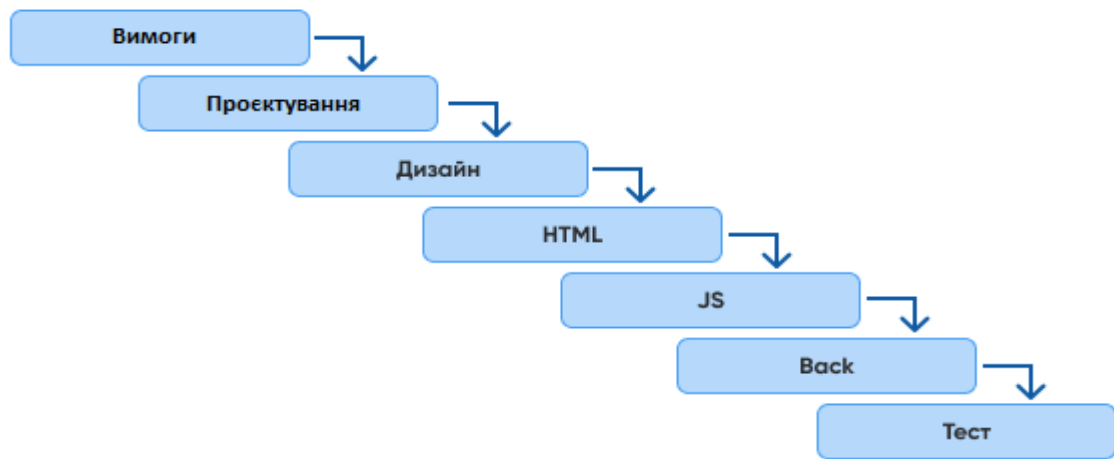 Вимоги
Проєктування
Дизайн
HTML
JS
Back
Тест